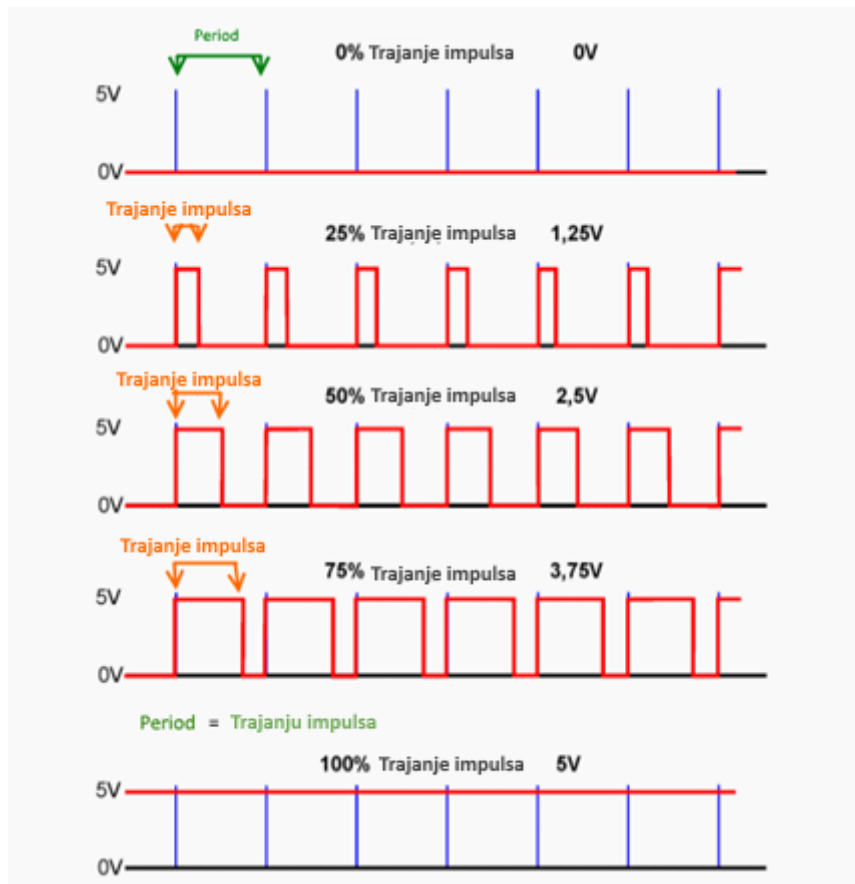 Period
0% Trajanje impulsa 0V
5V
0V
Trajanje impulsa
25% Trajanje impulsa 1,25V
5V
0V
Trajanje impulsa
50% Trajanje impulsa 2,5V
5V
0V
Trajanje impulsa
75% Trajanje impulsa 3,75V
5V
0V
Period = Trajanju impulsa
100% Trajanje impulsa 5V
5V
0V